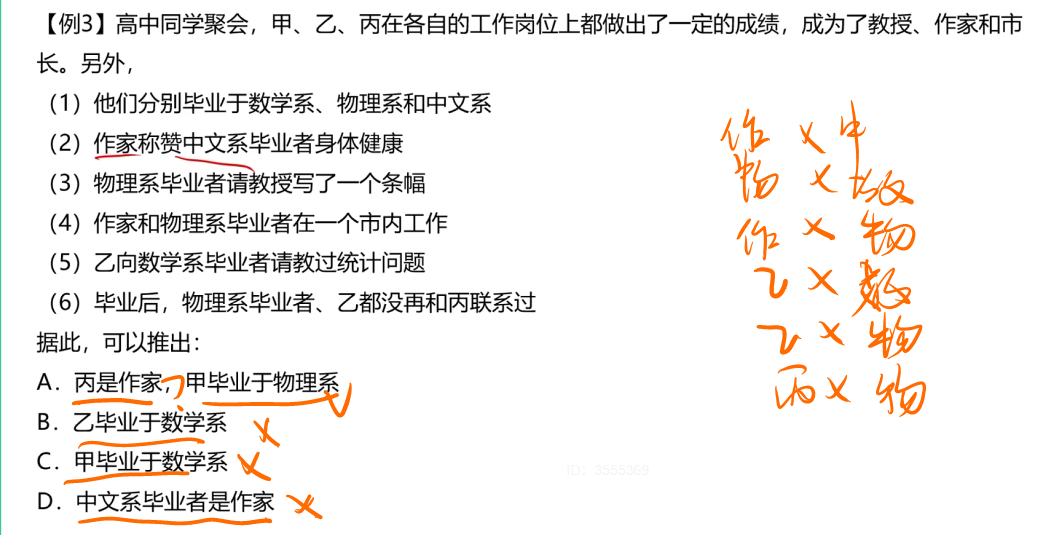 【例3】高中同学聚会，甲、乙、丙在各自的工作岗位上都做出了一定的成绩，成为了教授、作家和市
长。另外，
（1）他们分别毕业于数学系、物理系和中文系
（2）作家称赞中文系毕业者身体健康
（3）物理系毕业者请教授写了一个条幅
（4）作家和物理系毕业者在一个市内工作
（5）乙向数学系毕业者请教过统计问题
（6）毕业后，物理系毕业者、乙都没再和丙联系过
据此，可以推出：
A．丙是作家，甲毕业于物理系
B．乙毕业于数学系
C．甲毕业于数学系
D．中文系毕业者是作家
作 × 中
物 × 教
作 × 物
乙 × 数
乙 × 物
丙 × 物
?
ID：3555369